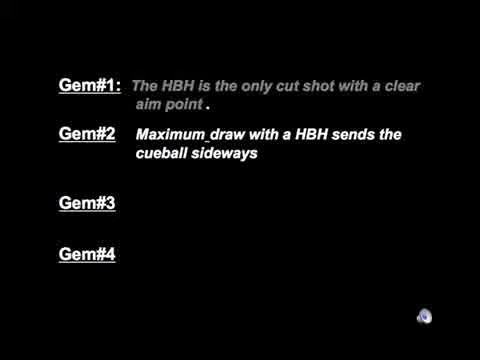 Gem#1: The HBH is the only cut shot with a clear
aim point .
Gem#2 Maximum_draw with a HBH sends the
cueball sideways
Gem#3
Gem#4